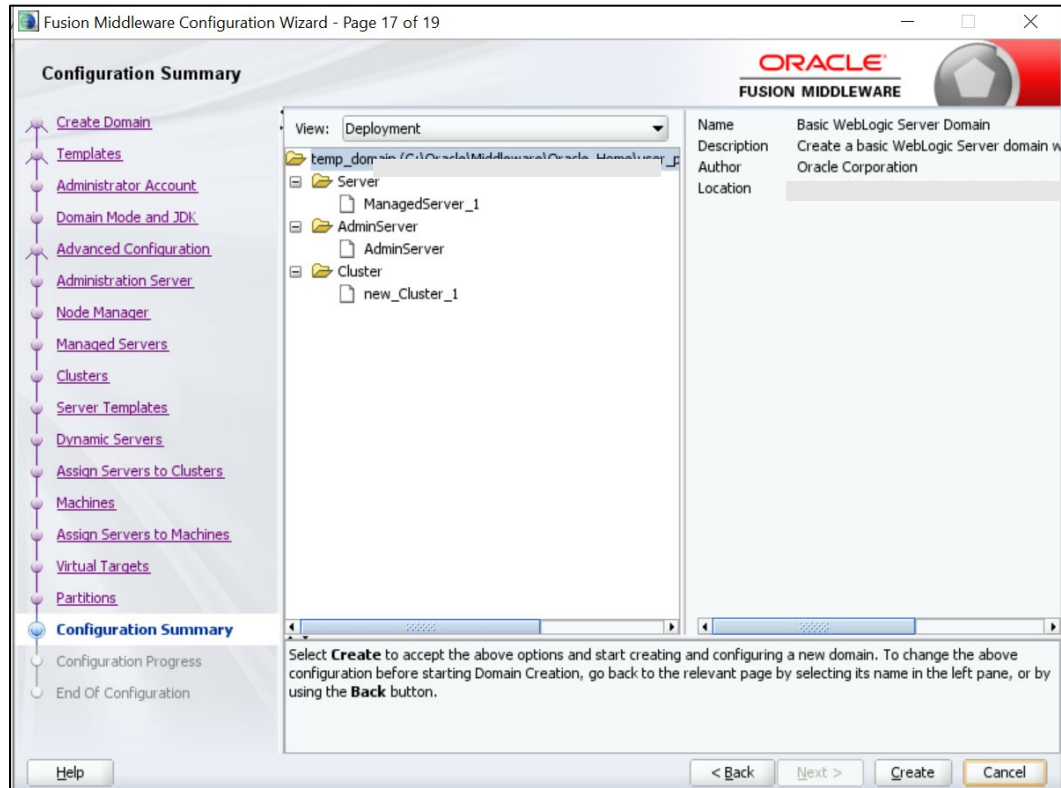 Fusion Middleware Configuration Wizard - Page 17 of 19
Configuration Summary
ORACLE
FUSION MIDDLEWARE
Create Domain
Templates
Administrator Account
Domain Mode and JDK
Advanced Configuration
Administration Server
Node Manager
Managed Servers
Clusters
Server Templates
Dynamic Servers
Assign Servers to Clusters
Machines
Assign Servers to Machines
Virtual Targets
Partitions
Configuration Summary
Configuration Progress
End Of Configuration
View: Deployment
temp_domain (C:\Oracle\Middleware\Oracle_Home\user_p
Server
ManagedServer_1
AdminServer
AdminServer
Cluster
new_Cluster_1
Name Basic WebLogic Server Domain
Description Create a basic WebLogic Server domain w
Author Oracle Corporation
Location
Select Create to accept the above options and start creating and configuring a new domain. To change the above
configuration before starting Domain Creation, go back to the relevant page by selecting its name in the left pane, or by
using the Back button.
Help
< Back
Next >
Create
Cancel